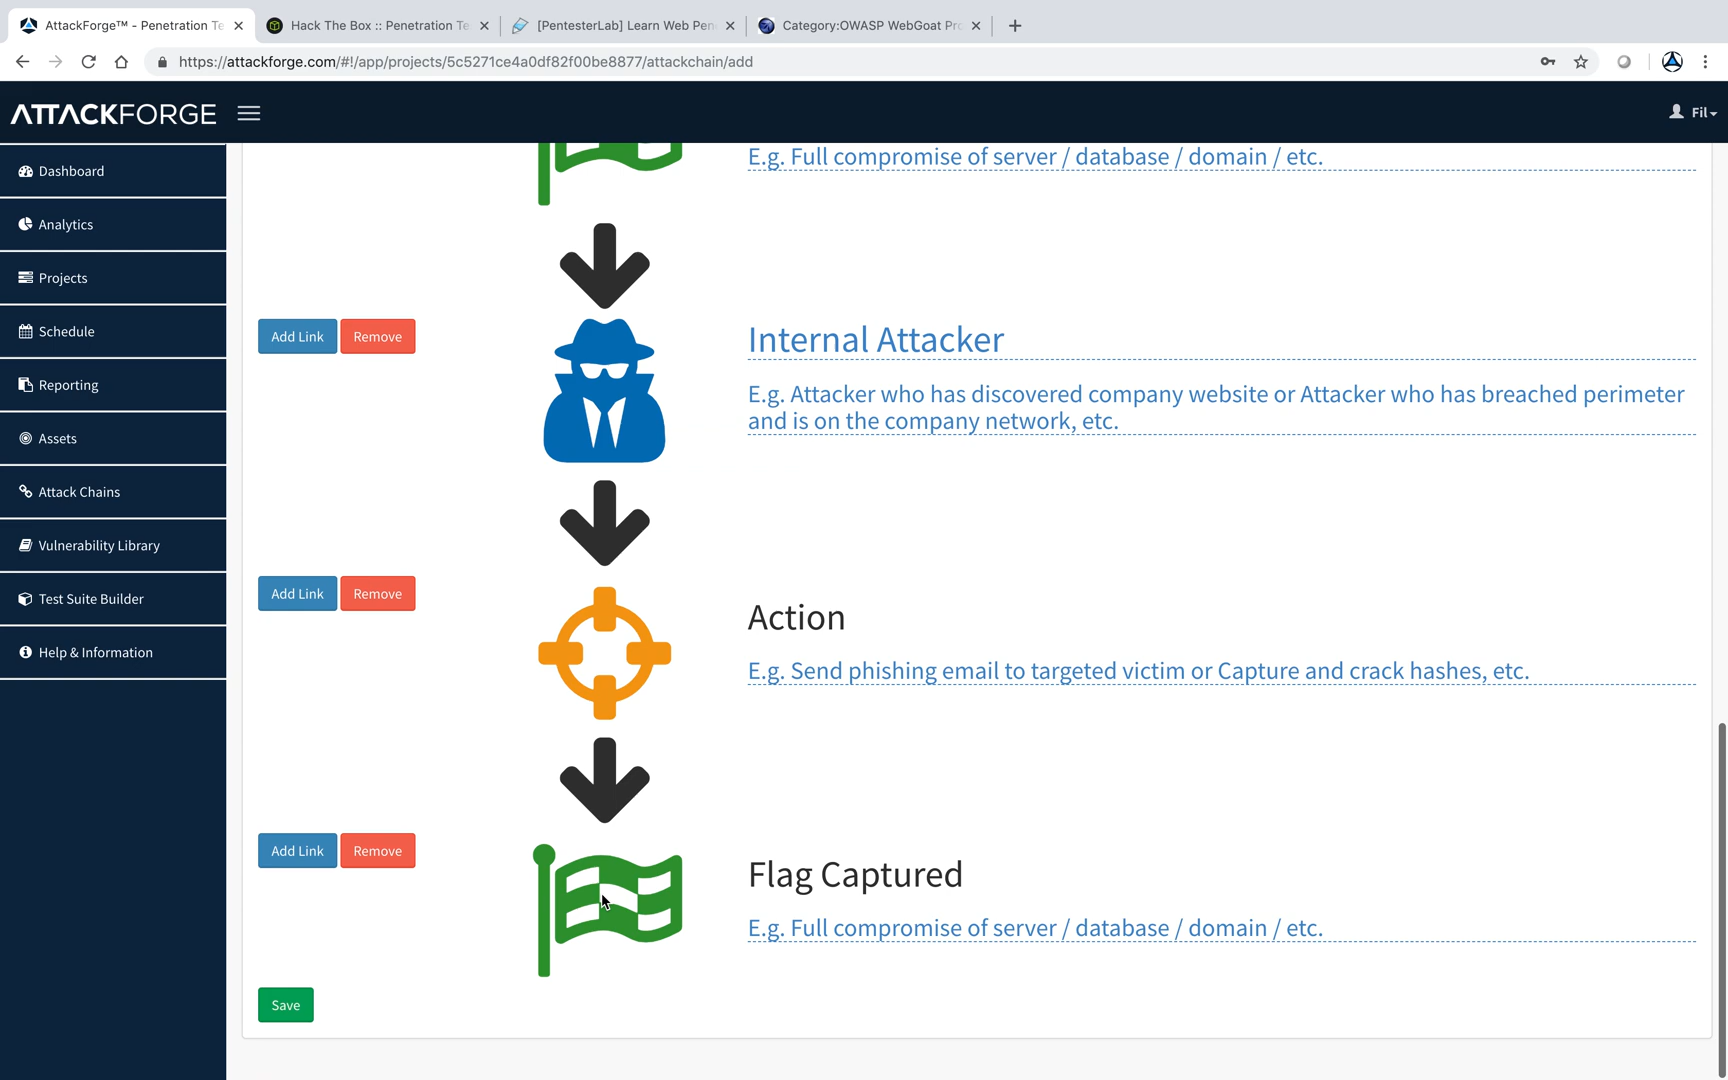 AttackForge™ - Penetration Te
Hack The Box :: Penetration Te
[PentesterLab] Learn Web Pen
Category:OWASP WebGoat Pro
https://attackforge.com/#!/app/projects/5c5271ce4a0df82f00be8877/attackchain/add
ATTACKFORGE
Fil
Dashboard
Analytics
Projects
Schedule
Reporting
Assets
Attack Chains
Vulnerability Library
Test Suite Builder
Help & Information
E.g. Full compromise of server / database / domain / etc.
Add Link
Remove
Internal Attacker
E.g. Attacker who has discovered company website or Attacker who has breached perimeter
and is on the company network, etc.
Add Link
Remove
Action
E.g. Send phishing email to targeted victim or Capture and crack hashes, etc.
Add Link
Remove
Flag Captured
E.g. Full compromise of server / database / domain / etc.
Save